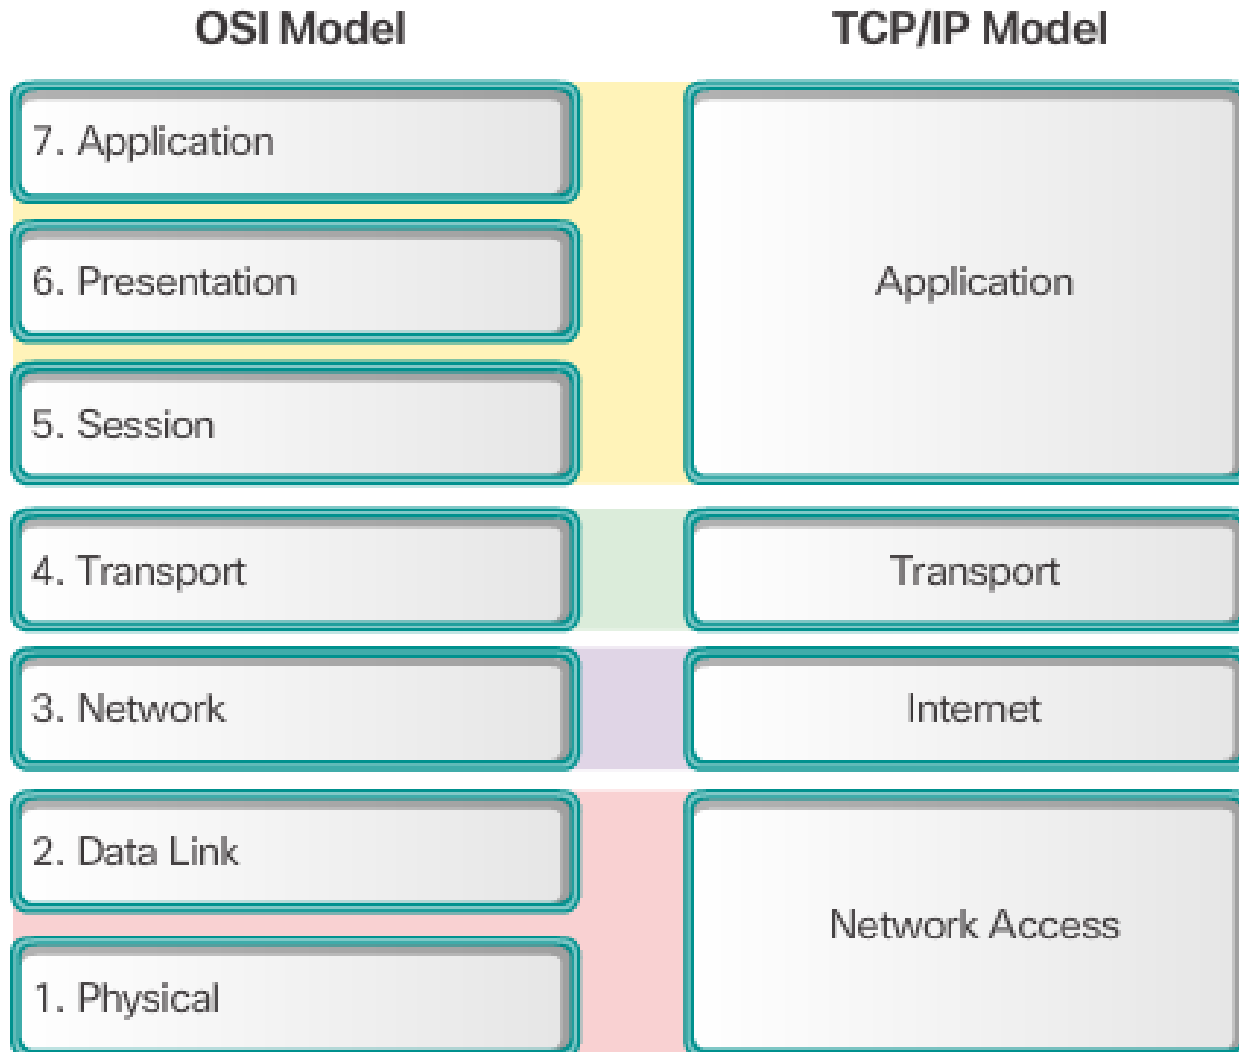 OSI Model
TCP/IP Model
7. Application
6. Presentation
5. Session
Application
4. Transport
Transport
3. Network
Internet
2. Data Link
1. Physical
Network Access